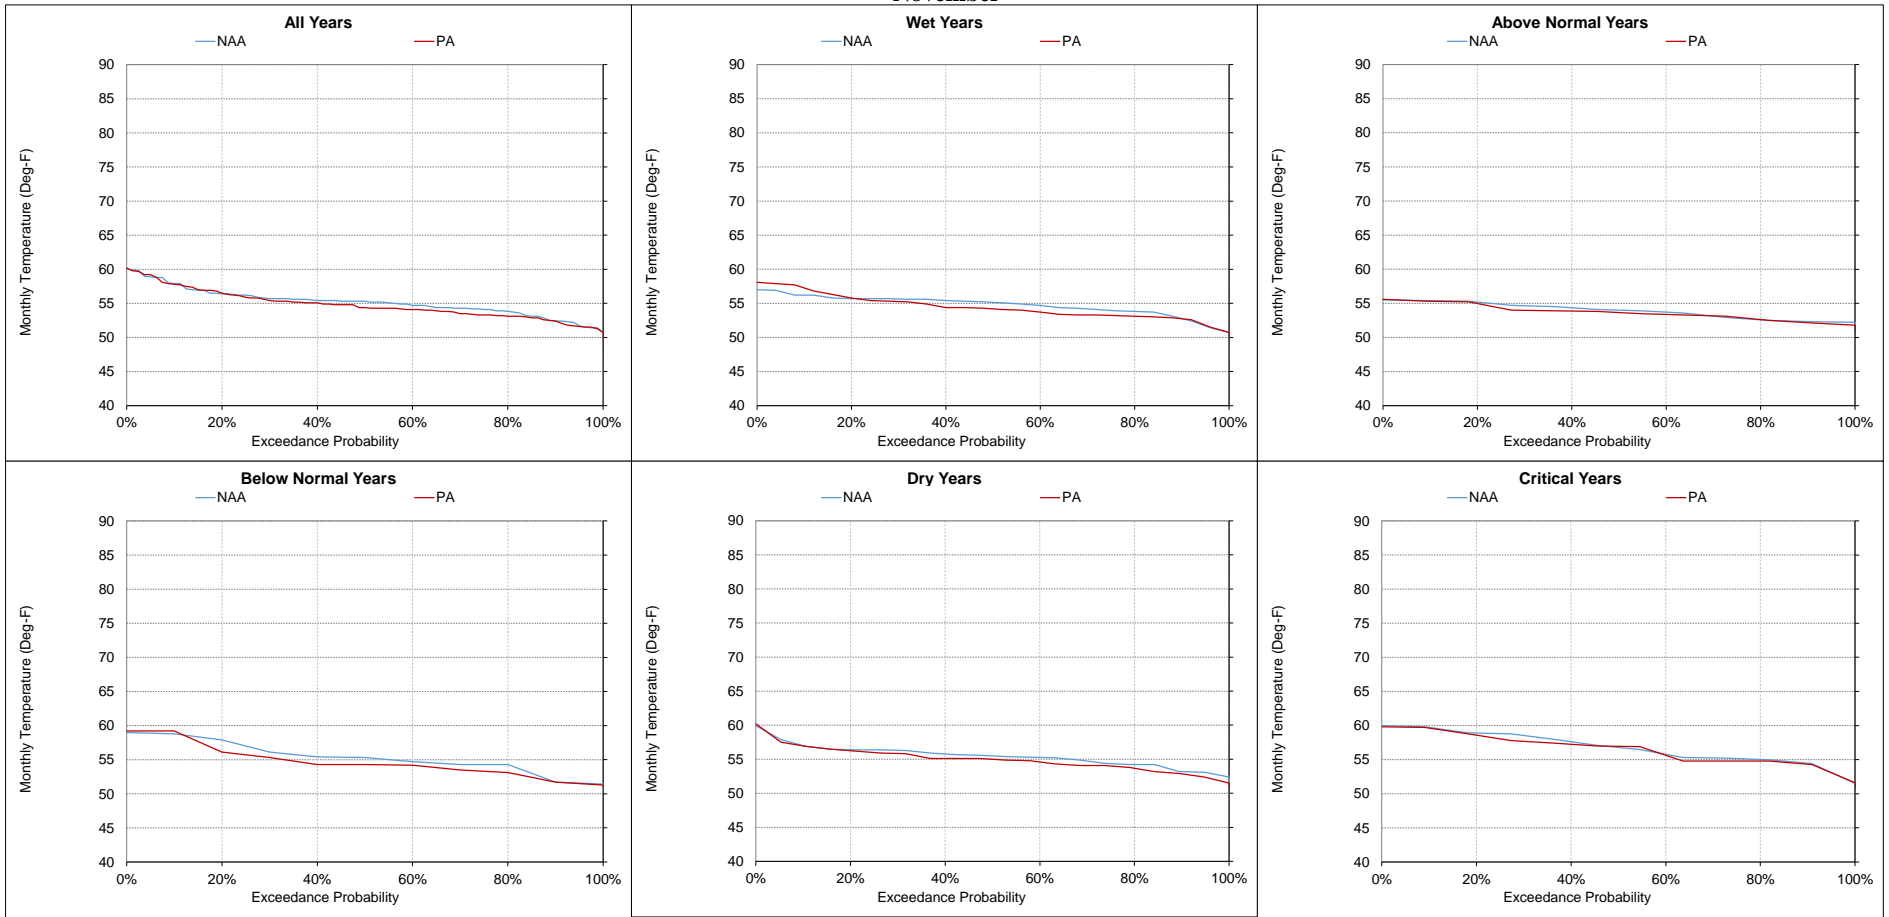 All Years
NAA PA
Monthly Temperature (Deg-F)
90
85
80
75
70
65
60
55
50
45
40
0% 20% 40% 60% 80% 100%
Exceedance Probability
Wet Years
NAA PA
Monthly Temperature (Deg-F)
90
85
80
75
70
65
60
55
50
45
40
0% 20% 40% 60% 80% 100%
Exceedance Probability
Above Normal Years
NAA PA
Monthly Temperature (Deg-F)
90
85
80
75
70
65
60
55
50
45
40
0% 20% 40% 60% 80% 100%
Exceedance Probability
Below Normal Years
NAA PA
Monthly Temperature (Deg-F)
90
85
80
75
70
65
60
55
50
45
40
0% 20% 40% 60% 80% 100%
Exceedance Probability
Dry Years
NAA PA
Monthly Temperature (Deg-F)
90
85
80
75
70
65
60
55
50
45
40
0% 20% 40% 60% 80% 100%
Exceedance Probability
Critical Years
NAA PA
Monthly Temperature (Deg-F)
90
85
80
75
70
65
60
55
50
45
40
0% 20% 40% 60% 80% 100%
Exceedance Probability